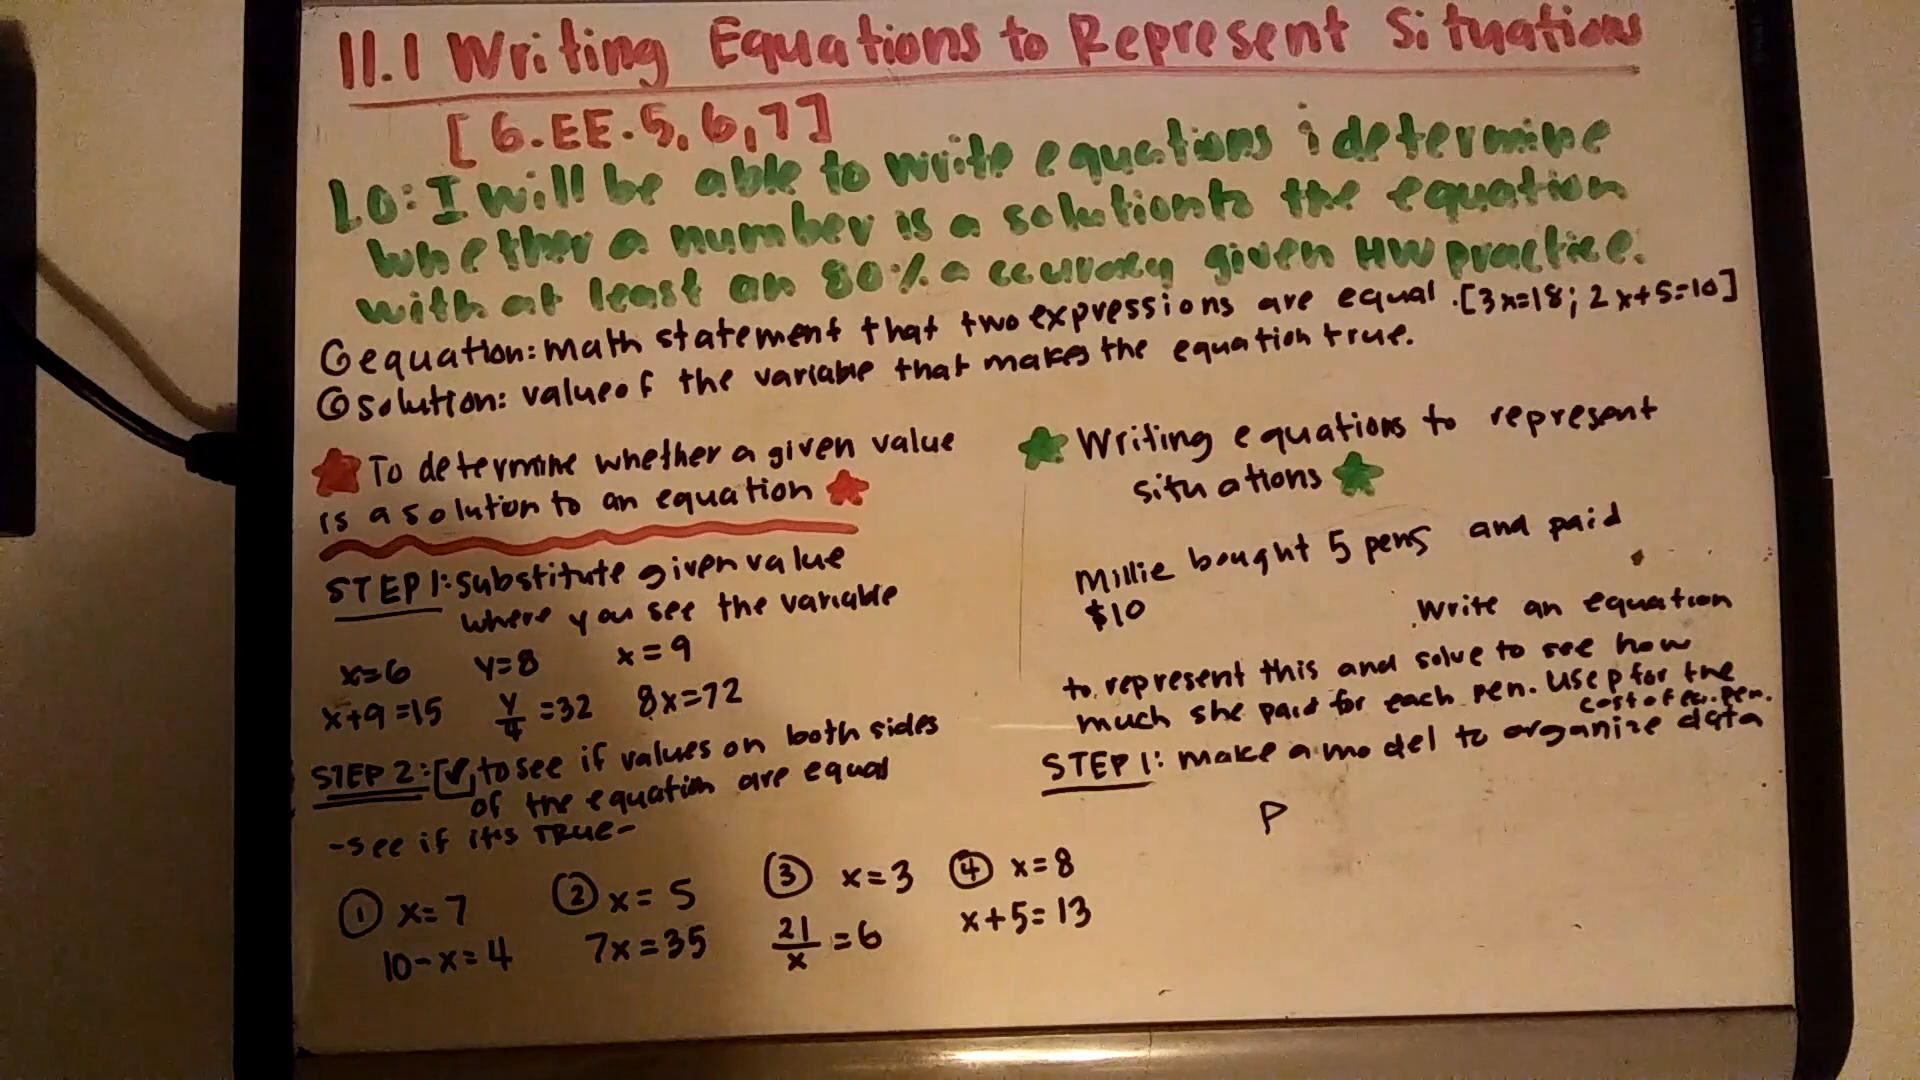 11.1 Writing Equations to Represent Situations
[6.EE.5,6,7]
LO: I will be able to write equations & determine
whether a number is a solution to the equation
with at least an 80% accuracy given HW practice.
equation: math statement that two expressions are equal. [3x=18; 2x+5=10]
solution: value of the variable that makes the equation true.
To determine whether a given value
is a solution to an equation
STEP 1: Substitute given value
where you see the variable
x=6 y=8 x=9
x+9=15 y/4=32 8x=72
STEP 2: [✓] to see if values on both sides
of the equation are equal
-see if it's TRUE-
① x=7 ② x=5 ③ x=3 ④ x=8
10-x=4 7x=35 21/x=6 x+5=13
Writing equations to represent
situations
Millie bought 5 pens and paid
$10 Write an equation
to represent this and solve to see how
much she paid for each pen. Use p for the
cost of ea. pen.
STEP 1: make a model to organize data
P